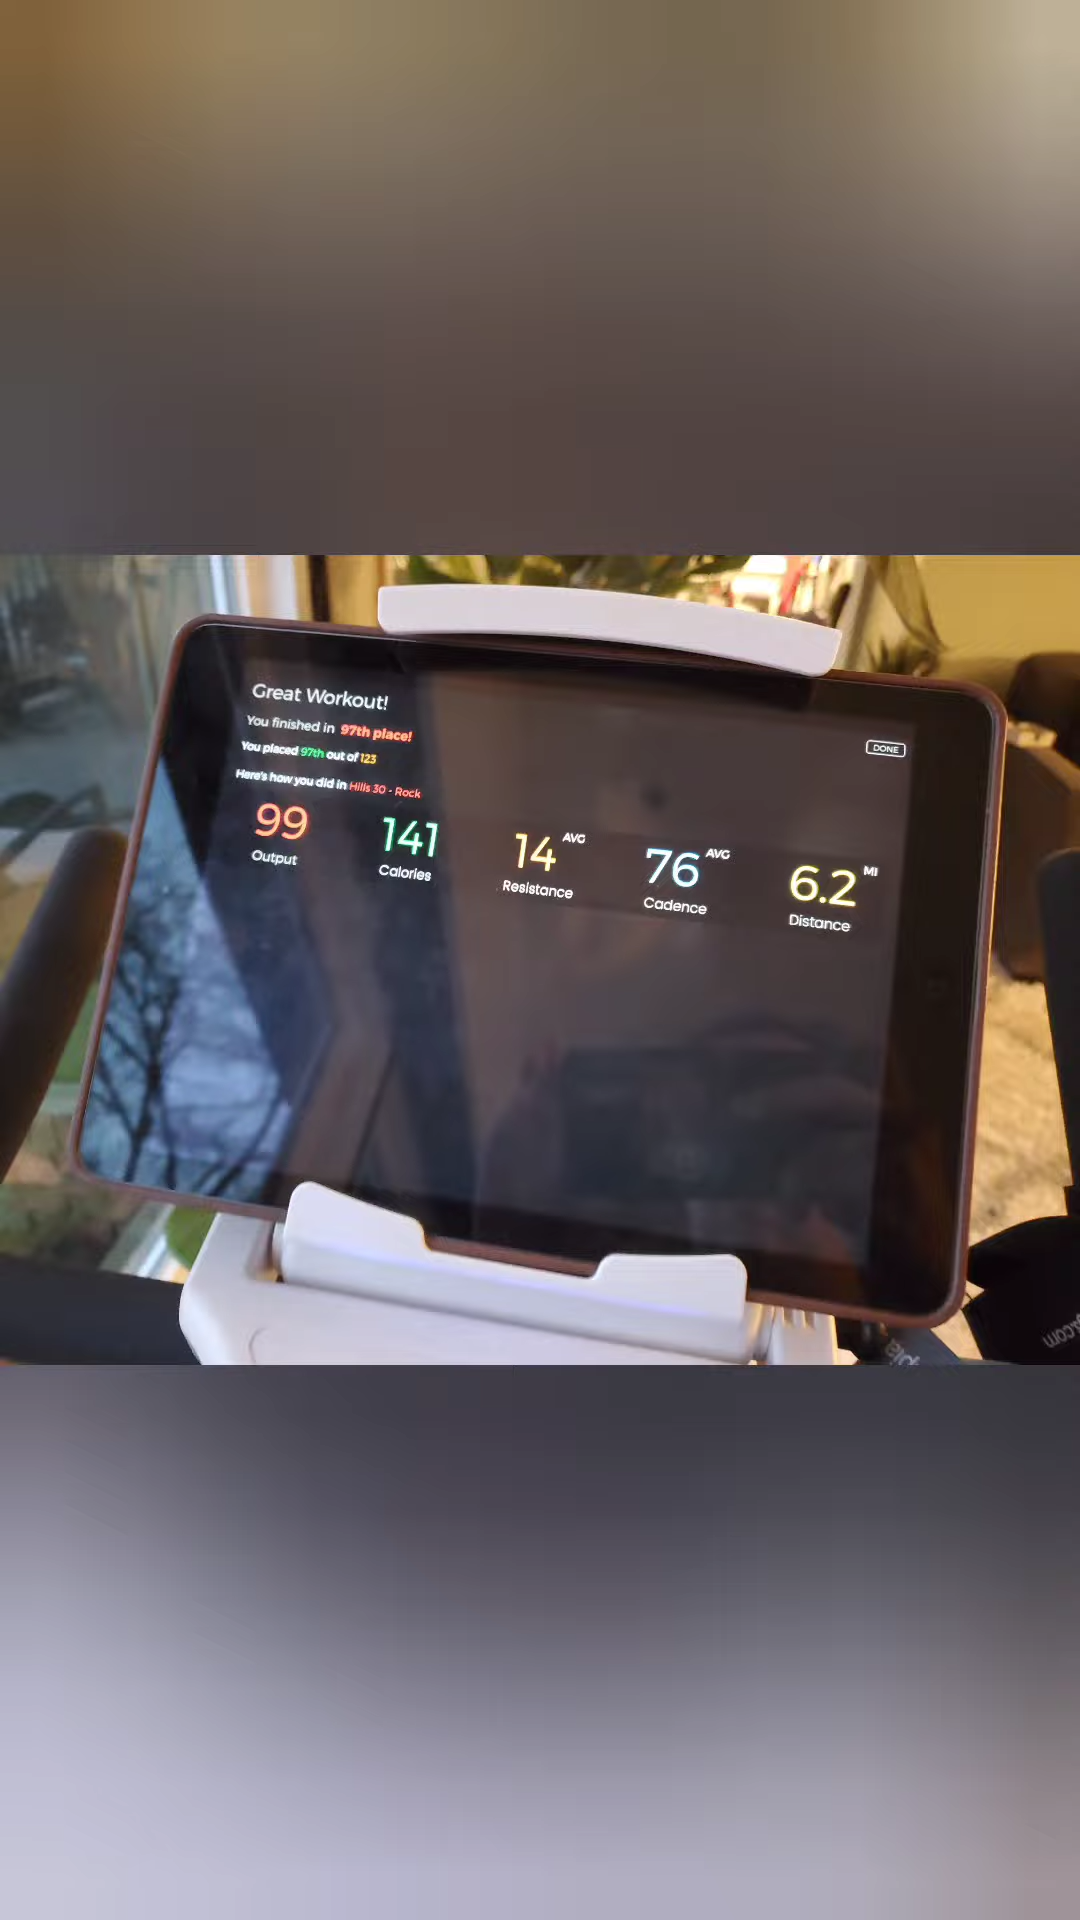 Great Workout!
You finished in 97th place!
You placed 97th out of 123
Here's how you did in Hills 30 - Rock
DONE
99
Output
141
Calories
14 AVG
Resistance
76 AVG
Cadence
6.2 MI
Distance